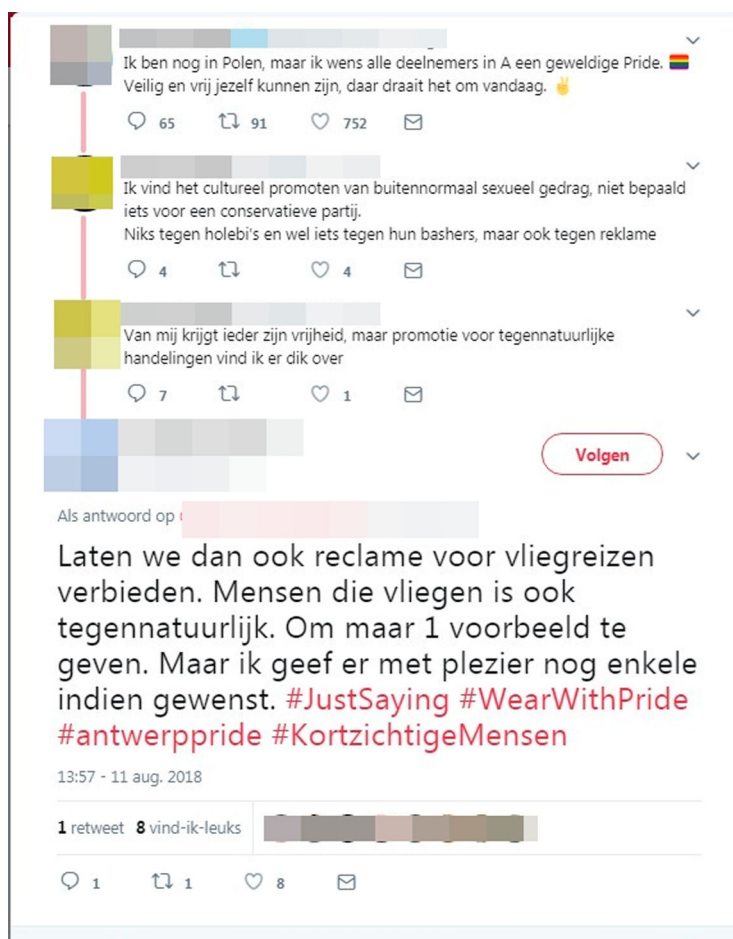 Ik ben nog in Polen, maar ik wens alle deelnemers in A een geweldige Pride. 🏳️‍🌈
Veilig en vrij jezelf kunnen zijn, daar draait het om vandaag. ✌️
65 91 752
Ik vind het cultureel promoten van buitennormaal sexueel gedrag, niet bepaald
iets voor een conservatieve partij.
Niks tegen holebi's en wel iets tegen hun bashers, maar ook tegen reklame
4 4
Van mij krijgt ieder zijn vrijheid, maar promotie voor tegennatuurlijke
handelingen vind ik er dik over
7 1
Volgen
Als antwoord op
Laten we dan ook reclame voor vliegreizen
verbieden. Mensen die vliegen is ook
tegennatuurlijk. Om maar 1 voorbeeld te
geven. Maar ik geef er met plezier nog enkele
indien gewenst. #JustSaying #WearWithPride
#antwerppride #KortzichtigeMensen
13:57 - 11 aug. 2018
1 retweet 8 vind-ik-leuks
1 1 8